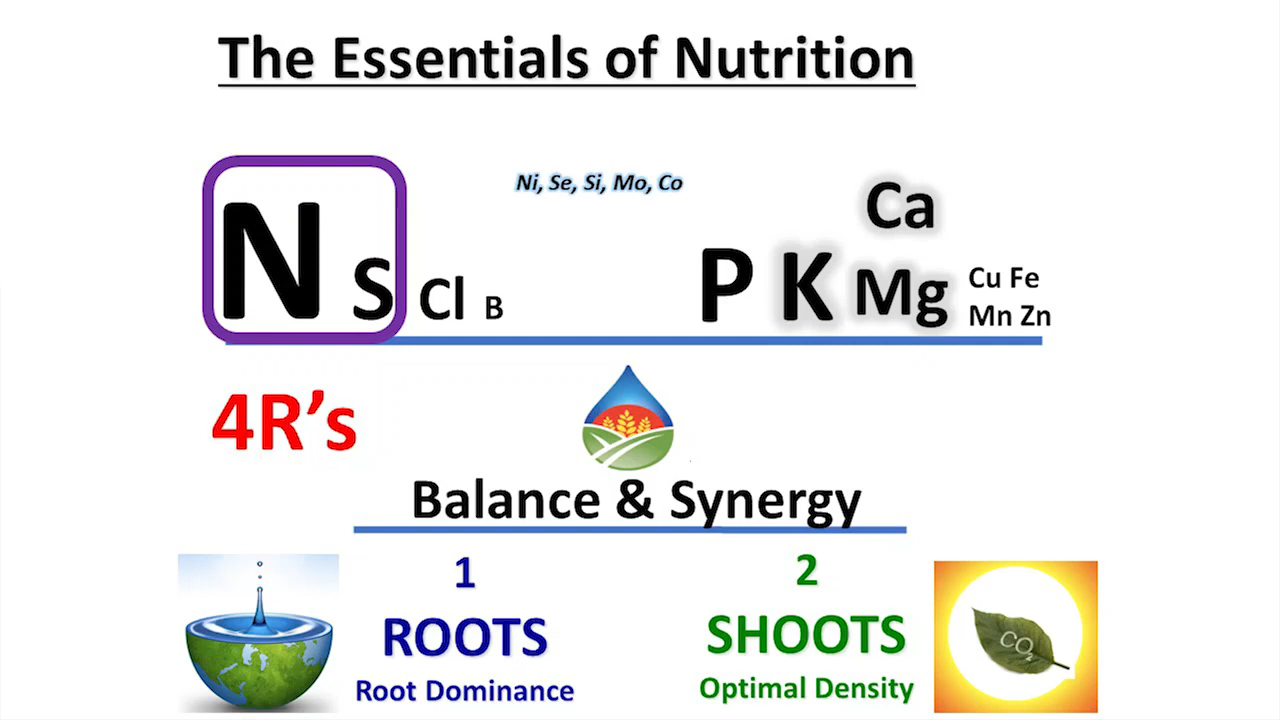 The Essentials of Nutrition
Ni, Se, Si, Mo, Co
Ca
N S Cl B
P K Mg
Cu Fe
Mn Zn
4R's
Balance & Synergy
1
ROOTS
Root Dominance
2
SHOOTS
Optimal Density
CO₂